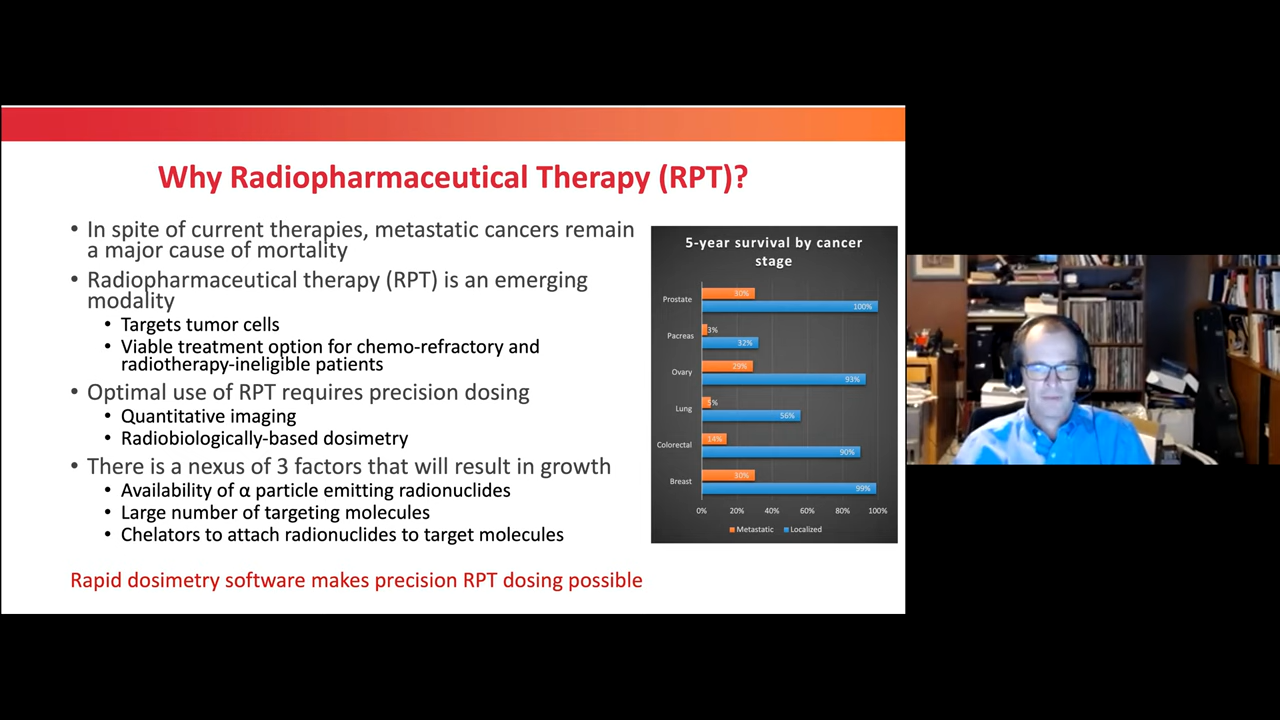 Why Radiopharmaceutical Therapy (RPT)?
• In spite of current therapies, metastatic cancers remain
a major cause of mortality
• Radiopharmaceutical therapy (RPT) is an emerging
modality
• Targets tumor cells
• Viable treatment option for chemo-refractory and
radiotherapy-ineligible patients
• Optimal use of RPT requires precision dosing
• Quantitative imaging
• Radiobiologically-based dosimetry
• There is a nexus of 3 factors that will result in growth
• Availability of α particle emitting radionuclides
• Large number of targeting molecules
• Chelators to attach radionuclides to target molecules
Rapid dosimetry software makes precision RPT dosing possible
5-year survival by cancer
stage
Prostate
30%
100%
Pacreas
3%
32%
Ovary
29%
93%
Lung
5%
56%
Colorectal
14%
90%
Breast
30%
99%
0% 20% 40% 60% 80% 100%
Metastatic Localized